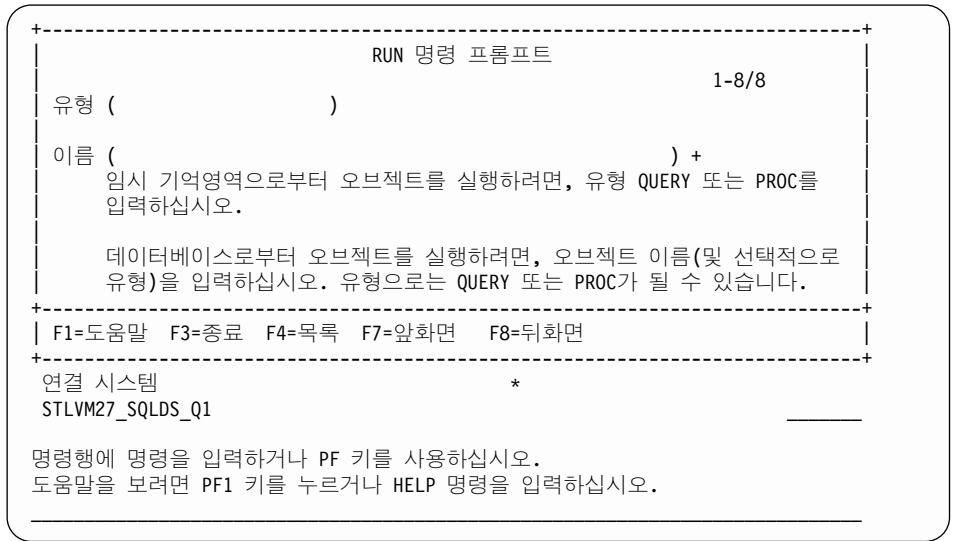 RUN 명령 프롬프트
1-8/8
유형 ( )
이름 ( ) +
임시 기억영역으로부터 오브젝트를 실행하려면, 유형 QUERY 또는 PROC를
입력하십시오.
데이터베이스로부터 오브젝트를 실행하려면, 오브젝트 이름(및 선택적으로
유형)을 입력하십시오. 유형으로는 QUERY 또는 PROC가 될 수 있습니다.
F1=도움말 F3=종료 F4=목록 F7=앞화면 F8=뒤화면
연결 시스템 *
STLVM27_SQLDS_Q1
명령행에 명령을 입력하거나 PF 키를 사용하십시오.
도움말을 보려면 PF1 키를 누르거나 HELP 명령을 입력하십시오.